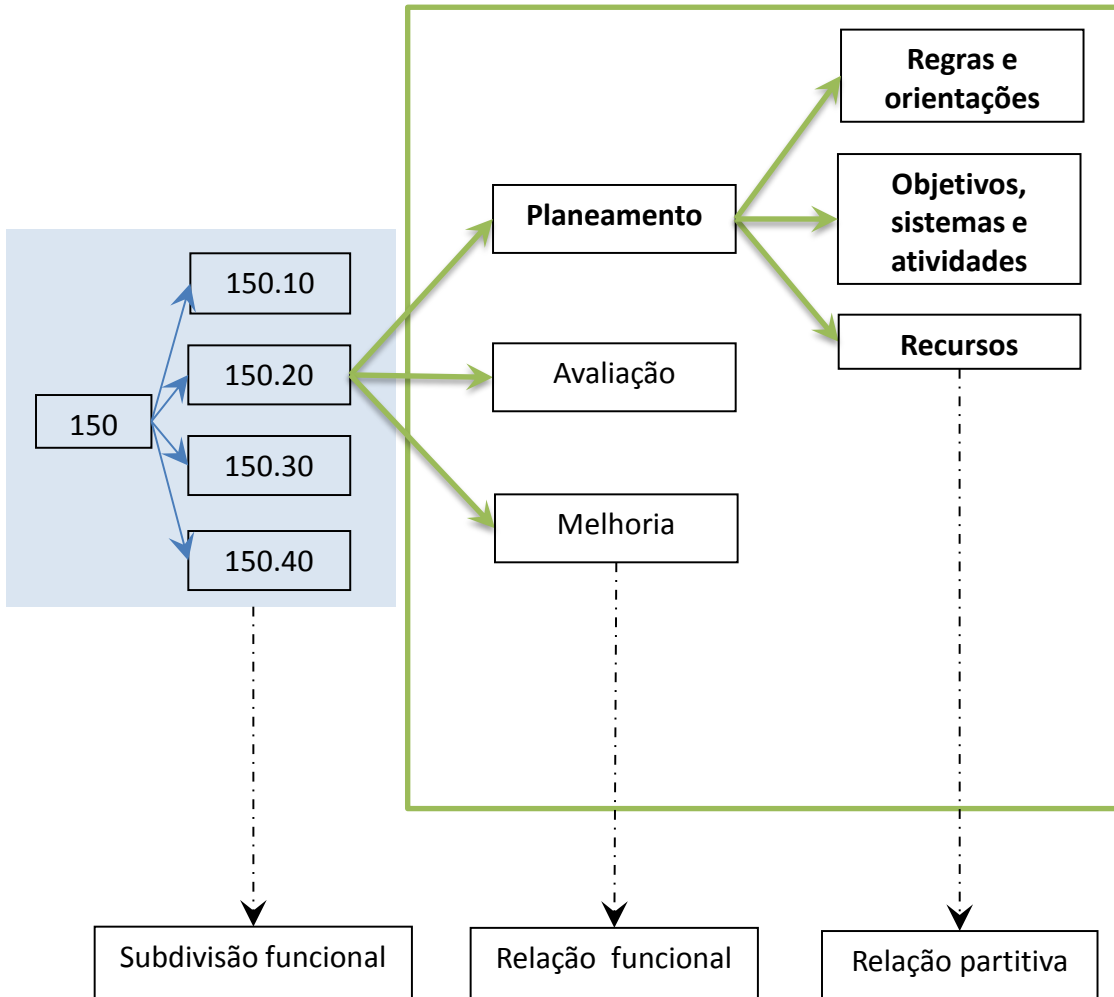 Regras e
orientações
Planeamento
Objetivos,
sistemas e
atividades
150.10
Recursos
150.20
Avaliação
150
150.30
Melhoria
150.40
Subdivisão funcional
Relação funcional
Relação partitiva